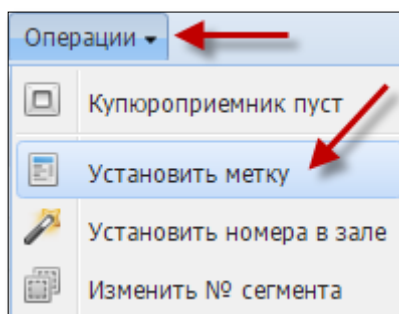 Операции
Купюроприемник пуст
Установить метку
Установить номера в зале
Изменить № сегмента